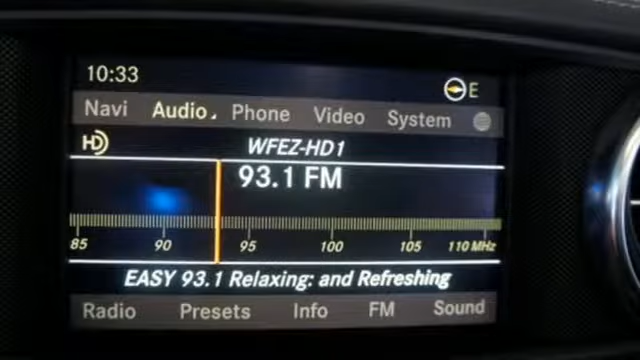 10:33
E
Navi Audio Phone Video System
HD WFEZ-HD1
93.1 FM
85 90 95 100 105 110 MHz
EASY 93.1 Relaxing: and Refreshing
Radio Presets Info FM Sound